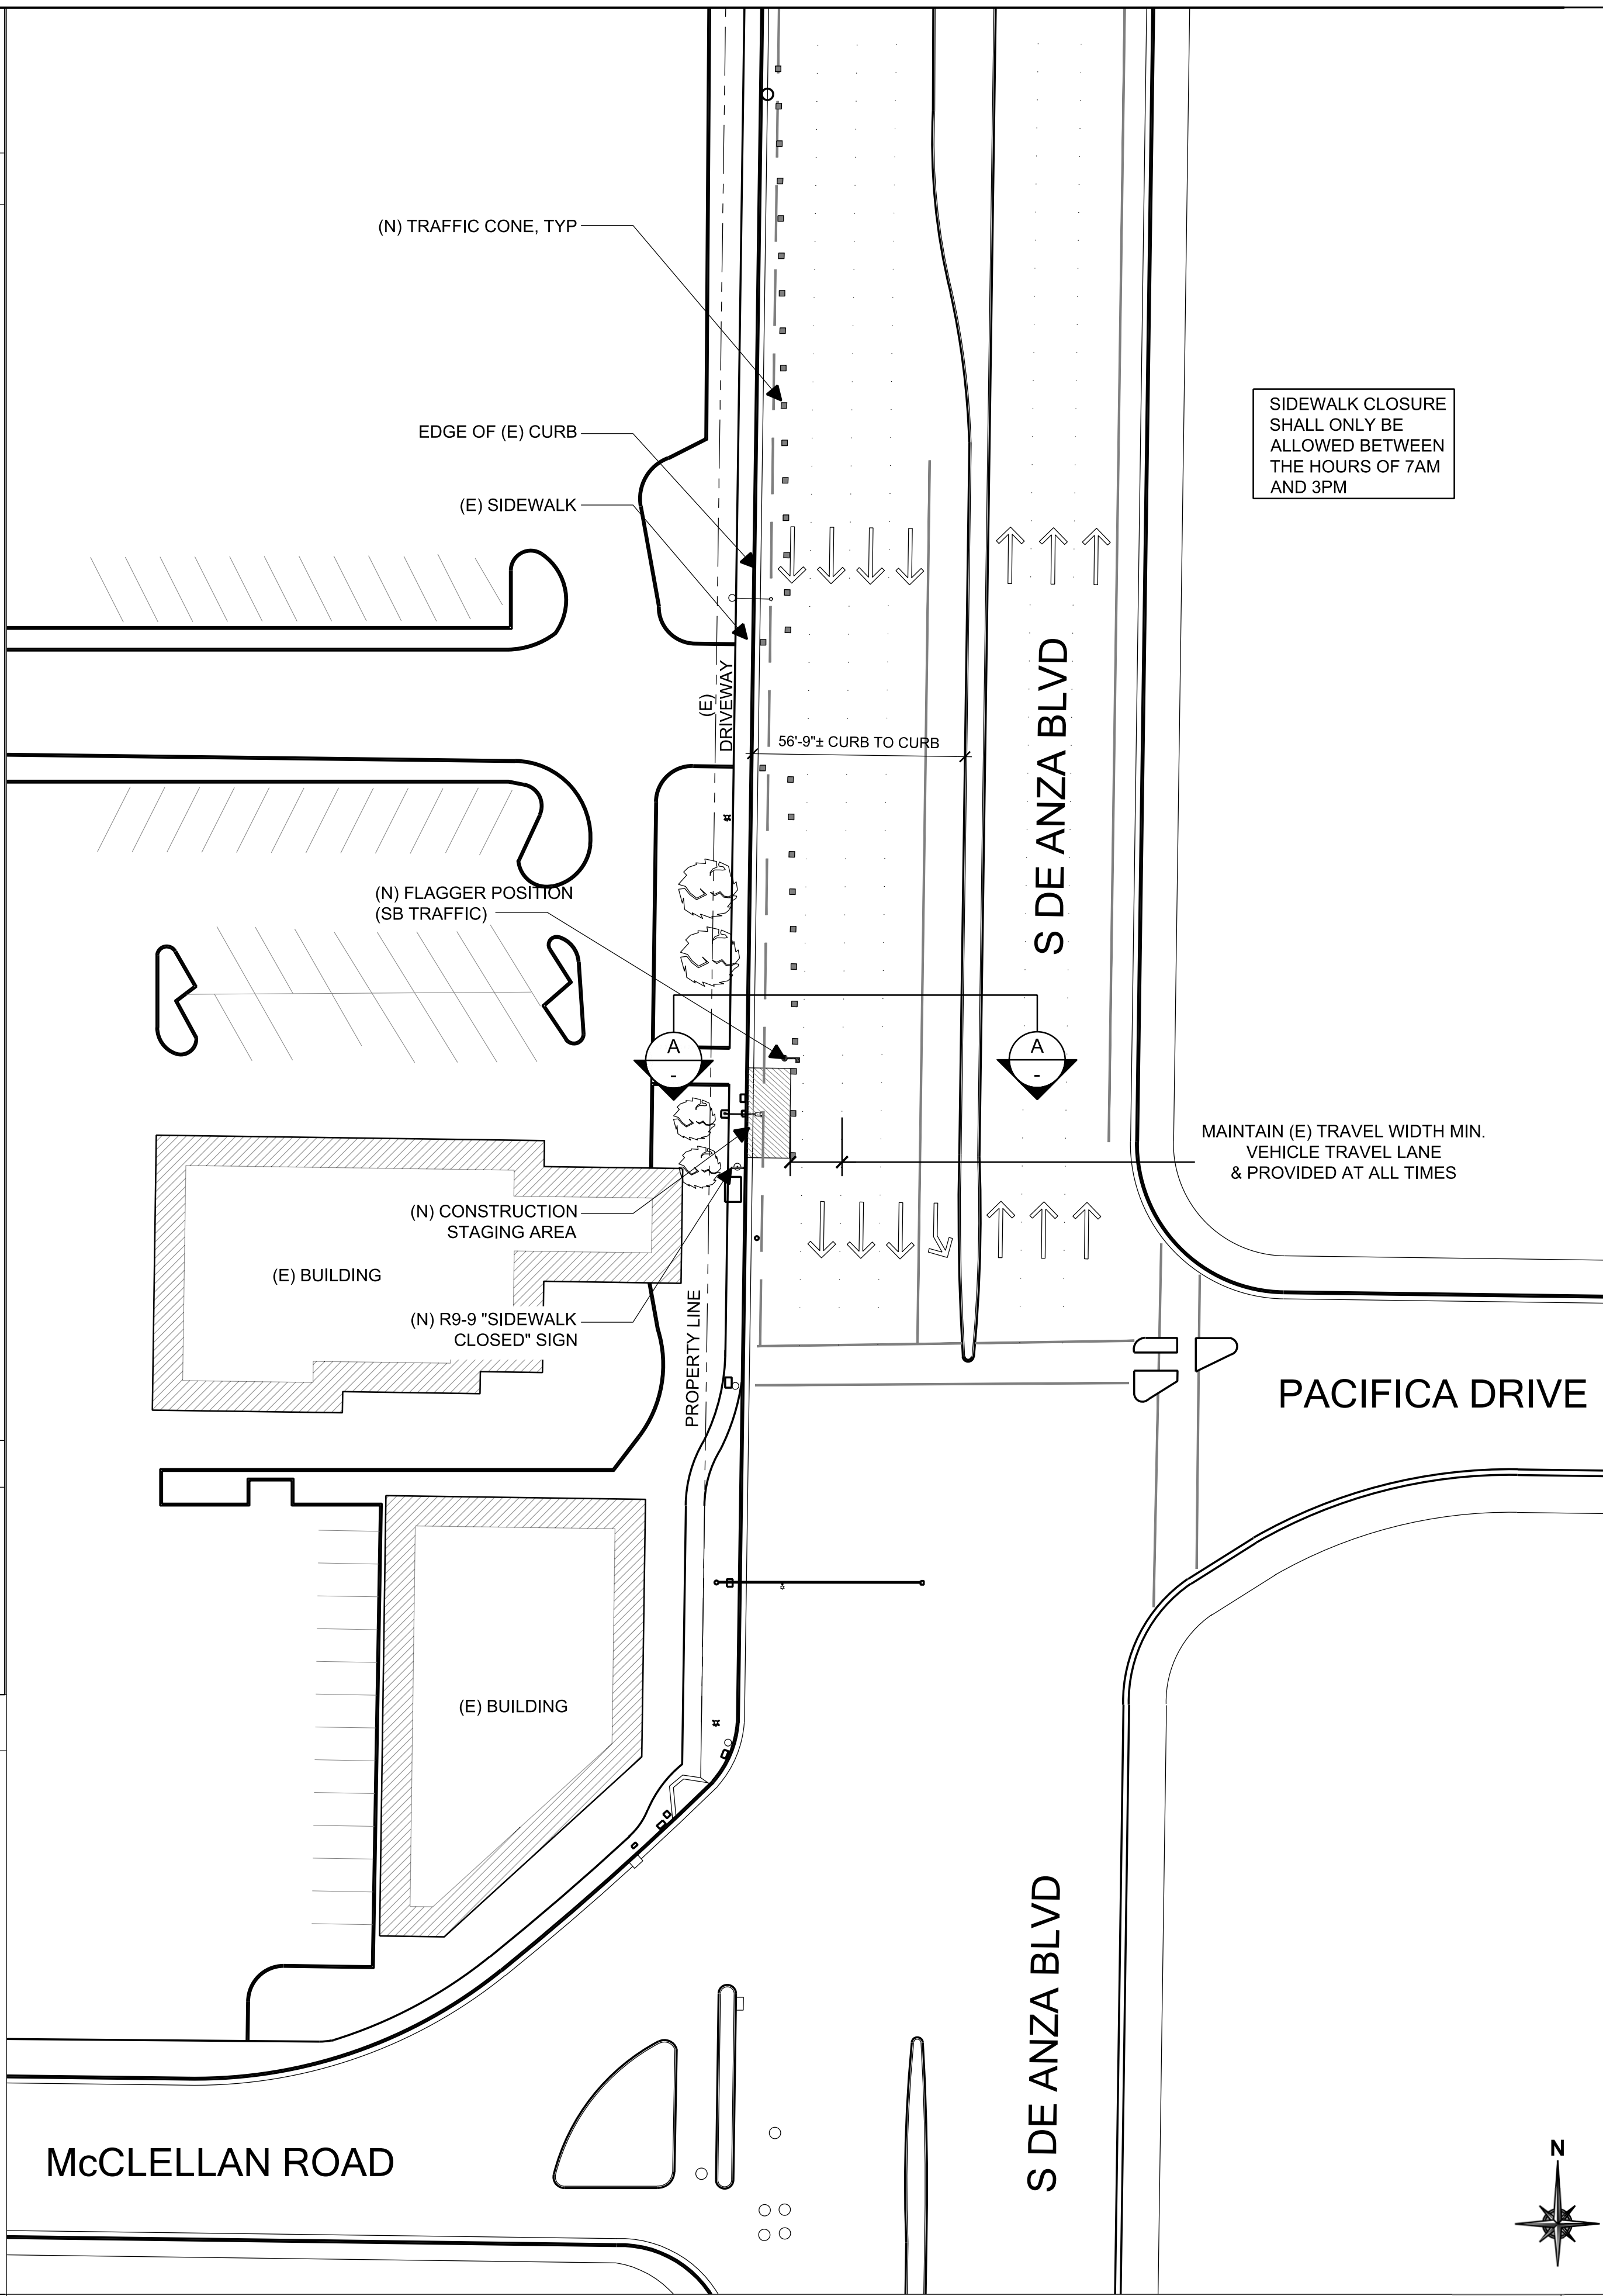 (N) TRAFFIC CONE, TYP
SIDEWALK CLOSURE
SHALL ONLY BE
ALLOWED BETWEEN
THE HOURS OF 7AM
AND 3PM
EDGE OF (E) CURB
(E) SIDEWALK
(E)
DRIVEWAY
56'-9"± CURB TO CURB
S DE ANZA BLVD
(N) FLAGGER POSITION
(SB TRAFFIC)
A
-
A
-
MAINTAIN (E) TRAVEL WIDTH MIN.
VEHICLE TRAVEL LANE
& PROVIDED AT ALL TIMES
(N) CONSTRUCTION
STAGING AREA
(E) BUILDING
(N) R9-9 "SIDEWALK
CLOSED" SIGN
PROPERTY LINE
PACIFICA DRIVE
(E) BUILDING
S DE ANZA BLVD
McCLELLAN ROAD
N